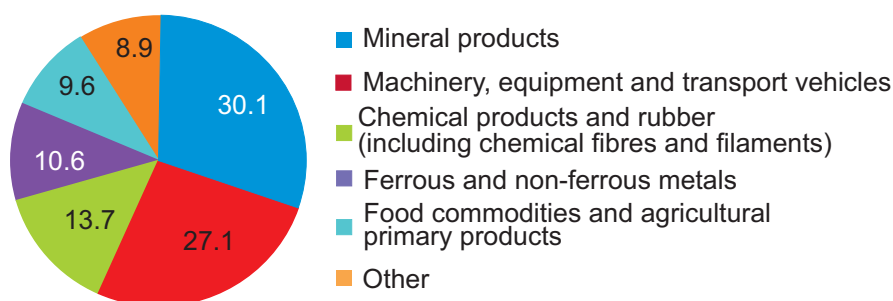 8.9
9.6
30.1
10.6
13.7
27.1
Mineral products
Machinery, equipment and transport vehicles
Chemical products and rubber
(including chemical fibres and filaments)
Ferrous and non-ferrous metals
Food commodities and agricultural
primary products
Other